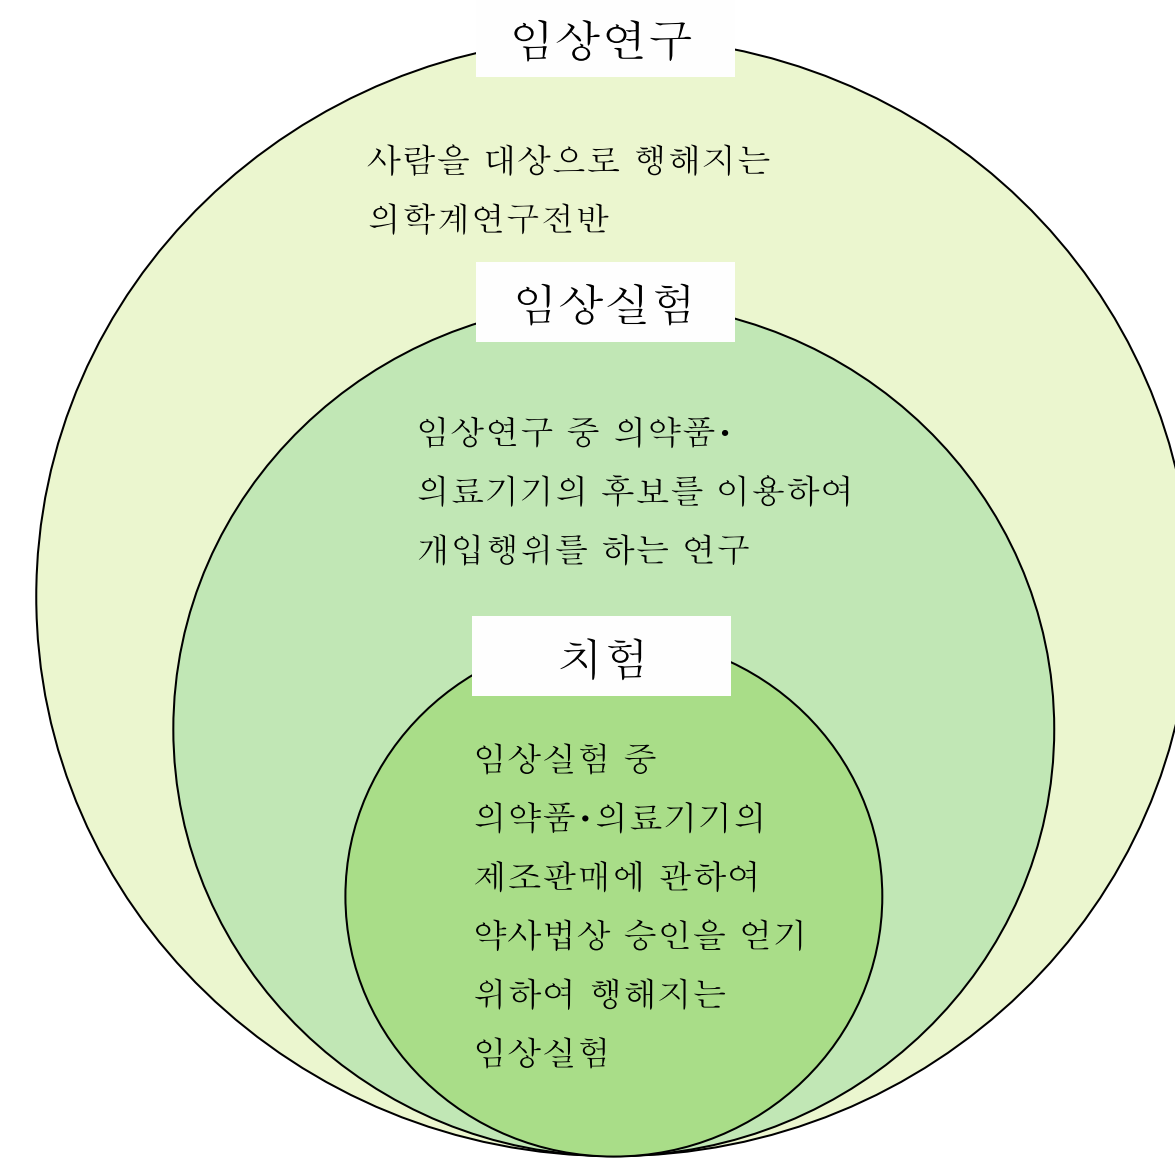 임상연구
사람을 대상으로 행해지는
의학계연구전반
임상실험
임상연구 중 의약품·
의료기기의 후보를 이용하여
개입행위를 하는 연구
치험
임상실험 중
의약품·의료기기의
제조판매에 관하여
약사법상 승인을 얻기
위하여 행해지는
임상실험